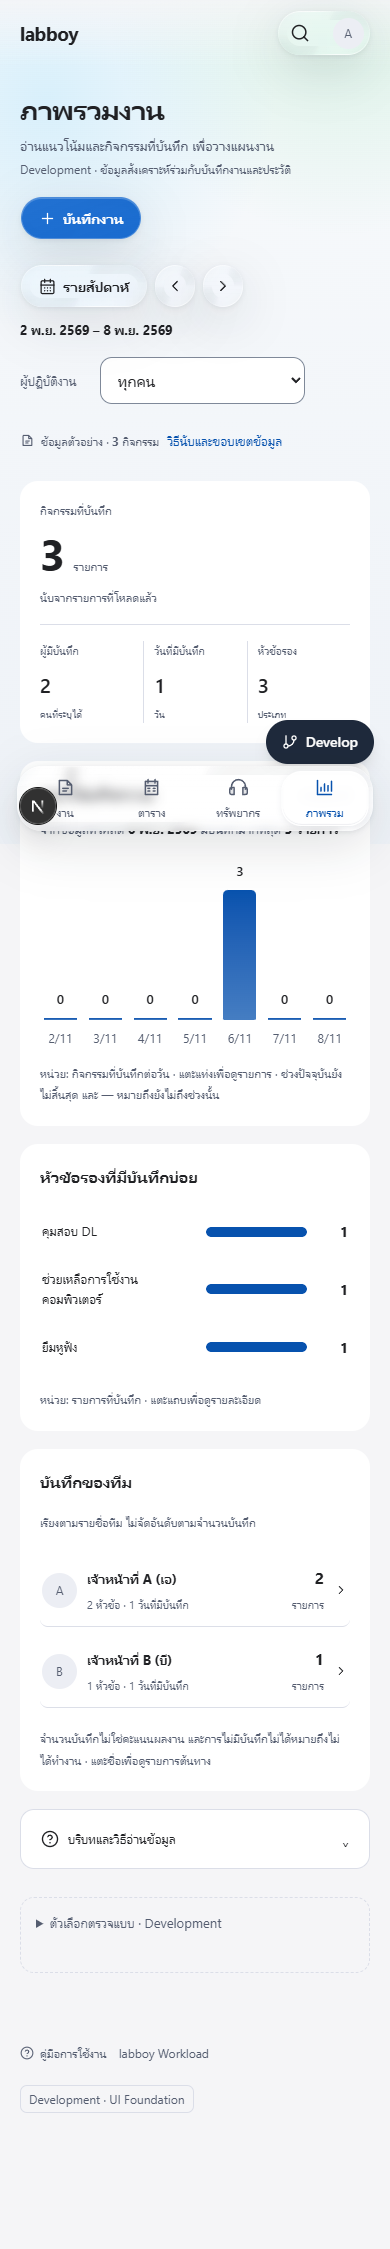 labboy
A
ภาพรวมงาน
อ่านแนวโน้มและกิจกรรมที่บันทึก เพื่อวางแผนงาน
Development · ข้อมูลสังเคราะห์ร่วมกับบันทึกงานและประวัติ
+ บันทึกงาน
รายสัปดาห์
2 พ.ย. 2569 – 8 พ.ย. 2569
ผู้ปฏิบัติงาน ทุกคน
ข้อมูลตัวอย่าง · 3 กิจกรรม วิธีนับและขอบเขตข้อมูล
กิจกรรมที่บันทึก
3 รายการ
นับจากรายการที่โหลดแล้ว
ผู้มีบันทึก วันที่มีบันทึก หัวข้อรอง
2 1 3
คนที่ระบุได้ วัน ประเภท
Develop
N
งาน ตาราง ทรัพยากร ภาพรวม
3
0 0 0 0 0 0
2/11 3/11 4/11 5/11 6/11 7/11 8/11
หน่วย: กิจกรรมที่บันทึกต่อวัน · แตะแท่งเพื่อดูรายการ · ช่วงปัจจุบันยัง
ไม่สิ้นสุด และ — หมายถึงยังไม่ถึงช่วงนั้น
หัวข้อรองที่มีบันทึกบ่อย
คุมสอบ DL 1
ช่วยเหลือการใช้งาน
คอมพิวเตอร์ 1
ยืมหูฟัง 1
หน่วย: รายการที่บันทึก · แตะแถบเพื่อดูรายละเอียด
บันทึกของทีม
เรียงตามรายชื่อทีม ไม่จัดอันดับตามจำนวนบันทึก
A เจ้าหน้าที่ A (เอ) 2
2 หัวข้อ · 1 วันที่มีบันทึก รายการ
B เจ้าหน้าที่ B (บี) 1
1 หัวข้อ · 1 วันที่มีบันทึก รายการ
จำนวนบันทึกไม่ใช่คะแนนผลงาน และการไม่มีบันทึกไม่ได้หมายถึงไม่
ได้ทำงาน · แตะชื่อเพื่อดูรายการต้นทาง
บริบทและวิธีอ่านข้อมูล
ตัวเลือกตรวจแบบ · Development
คู่มือการใช้งาน labboy Workload
Development · UI Foundation